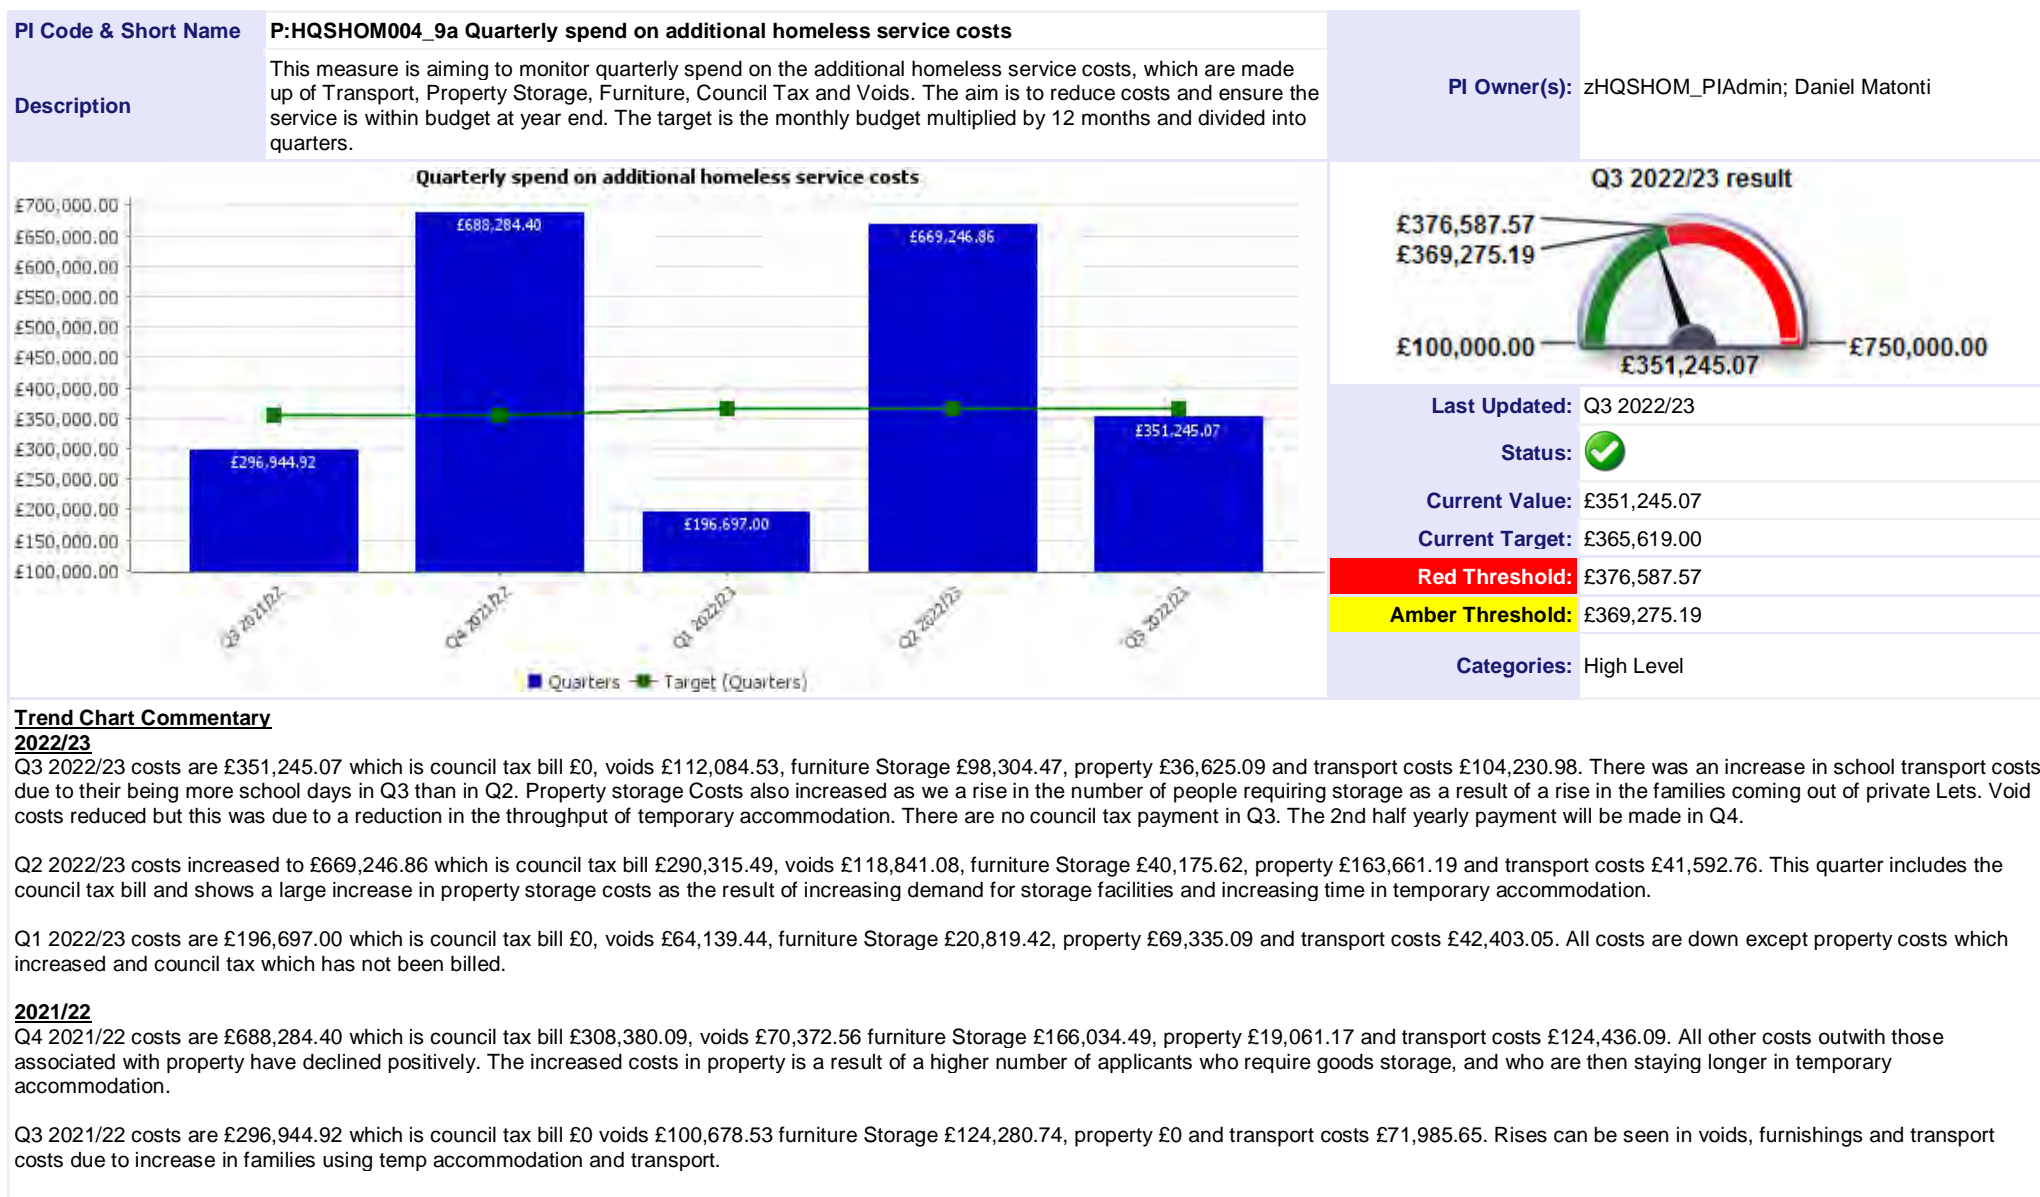 PI Code & Short Name P:HQSHOM004_9a Quarterly spend on additional homeless service costs
Description
This measure is aiming to monitor quarterly spend on the additional homeless service costs, which are made
up of Transport, Property Storage, Furniture, Council Tax and Voids. The aim is to reduce costs and ensure the
service is within budget at year end. The target is the monthly budget multiplied by 12 months and divided into
quarters.
PI Owner(s): zHQSHOM_PIAdmin; Daniel Matonti
Quarterly spend on additional homeless service costs
£700,000.00
£650,000.00
£600,000.00
£550,000.00
£500,000.00
£450,000.00
£400,000.00
£350,000.00
£300,000.00
£250,000.00
£200,000.00
£150,000.00
£100,000.00
£296,944.92
£688,284.40
£196,697.00
£669,246.86
£351,245.07
Q3 2021/22
Q4 2021/22
Q1 2022/23
Q2 2022/23
Q3 2022/23
Quarters Target (Quarters)
Q3 2022/23 result
£376,587.57
£369,275.19
£100,000.00
£750,000.00
£351,245.07
Last Updated: Q3 2022/23
Status:
Current Value: £351,245.07
Current Target: £365,619.00
Red Threshold: £376,587.57
Amber Threshold: £369,275.19
Categories: High Level
Trend Chart Commentary
2022/23
Q3 2022/23 costs are £351,245.07 which is council tax bill £0, voids £112,084.53, furniture Storage £98,304.47, property £36,625.09 and transport costs £104,230.98. There was an increase in school transport costs
due to their being more school days in Q3 than in Q2. Property storage Costs also increased as we a rise in the number of people requiring storage as a result of a rise in the families coming out of private Lets. Void
costs reduced but this was due to a reduction in the throughput of temporary accommodation. There are no council tax payment in Q3. The 2nd half yearly payment will be made in Q4.
Q2 2022/23 costs increased to £669,246.86 which is council tax bill £290,315.49, voids £118,841.08, furniture Storage £40,175.62, property £163,661.19 and transport costs £41,592.76. This quarter includes the
council tax bill and shows a large increase in property storage costs as the result of increasing demand for storage facilities and increasing time in temporary accommodation.
Q1 2022/23 costs are £196,697.00 which is council tax bill £0, voids £64,139.44, furniture Storage £20,819.42, property £69,335.09 and transport costs £42,403.05. All costs are down except property costs which
increased and council tax which has not been billed.
2021/22
Q4 2021/22 costs are £688,284.40 which is council tax bill £308,380.09, voids £70,372.56 furniture Storage £166,034.49, property £19,061.17 and transport costs £124,436.09. All other costs outwith those
associated with property have declined positively. The increased costs in property is a result of a higher number of applicants who require goods storage, and who are then staying longer in temporary
accommodation.
Q3 2021/22 costs are £296,944.92 which is council tax bill £0 voids £100,678.53 furniture Storage £124,280.74, property £0 and transport costs £71,985.65. Rises can be seen in voids, furnishings and transport
costs due to increase in families using temp accommodation and transport.